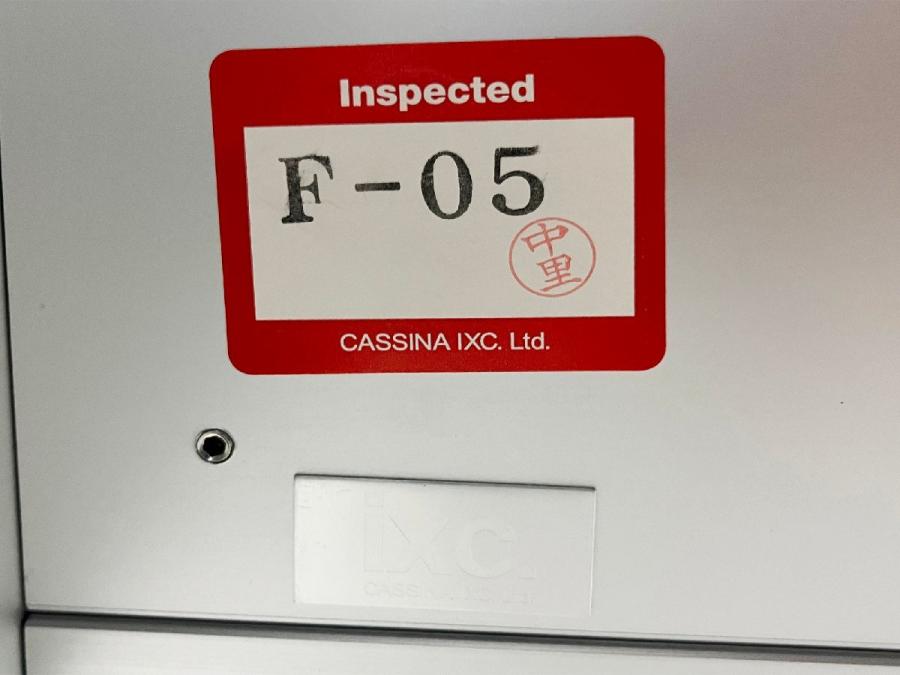 Inspected
F-05
中里
CASSINA IXC. Ltd.
ixc.
CASSINA IXC. Ltd.